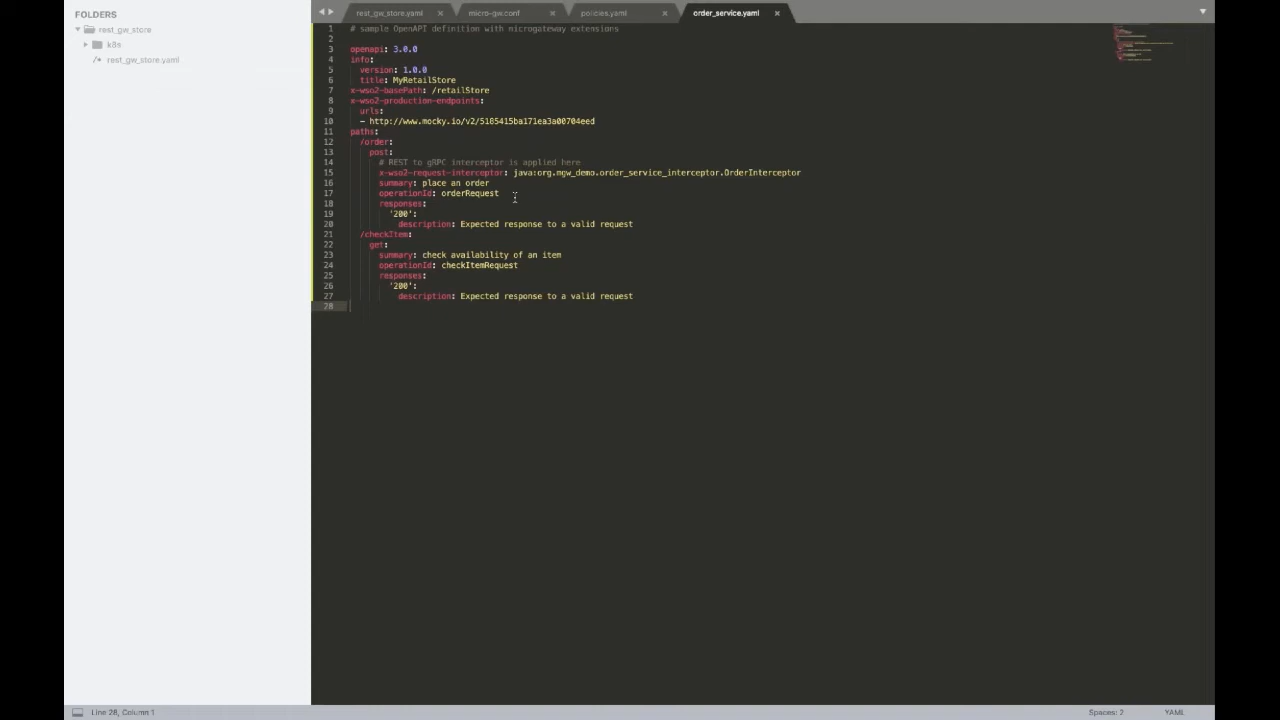 FOLDERS
rest_gw_store
k8s
/* rest_gw_store.yaml
rest_gw_store.yaml ×
micro-gw.conf ×
policies.yaml ×
order_service.yaml ×
1 # sample OpenAPI definition with microgateway extensions
2
3 openapi: 3.0.0
4 info:
5   version: 1.0.0
6   title: MyRetailStore
7 x-wso2-basePath: /retailStore
8 x-wso2-production-endpoints:
9   urls:
10   - http://www.mocky.io/v2/5185415ba171ea3a00704eed
11 paths:
12   /order:
13     post:
14       # REST to gRPC interceptor is applied here
15       x-wso2-request-interceptor: java:org.mgw_demo.order_service_interceptor.OrderInterceptor
16       summary: place an order
17       operationId: orderRequest
18       responses:
19         '200':
20           description: Expected response to a valid request
21   /checkItem:
22     get:
23       summary: check availability of an item
24       operationId: checkItemRequest
25       responses:
26         '200':
27           description: Expected response to a valid request
28
Line 28, Column 1
Spaces: 2
YAML